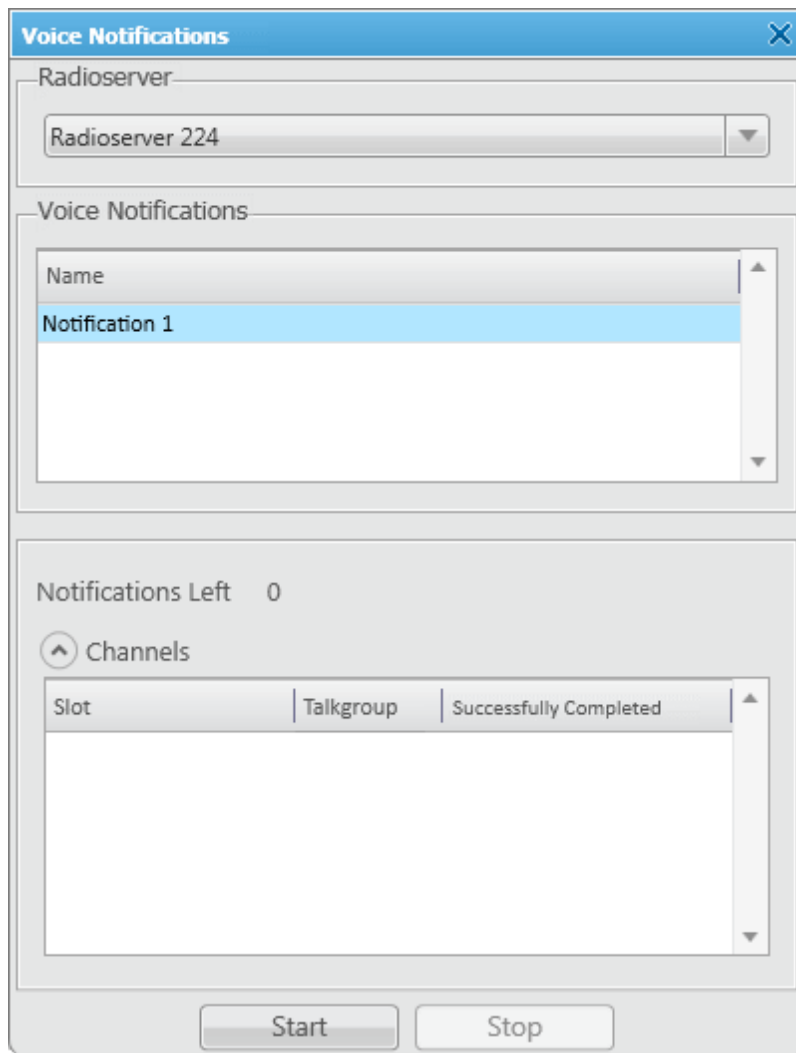 Voice Notifications
Radioserver
Radioserver 224
Voice Notifications
Name
Notification 1
Notifications Left 0
Channels
Slot Talkgroup Successfully Completed
Start Stop